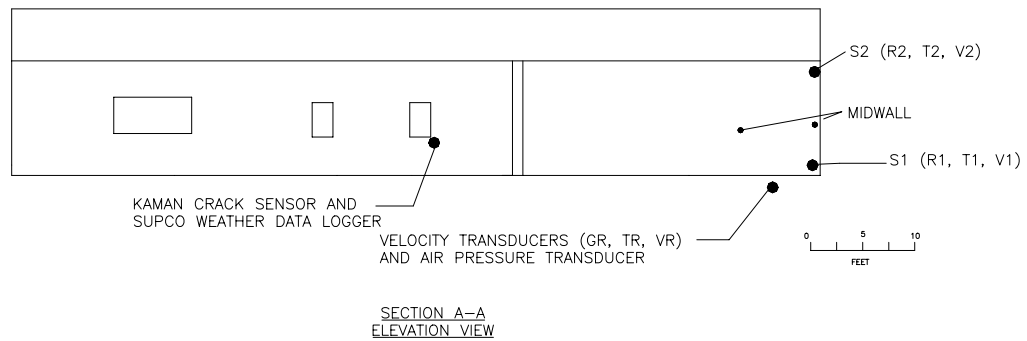 S2 (R2, T2, V2)
MIDWALL
S1 (R1, T1, V1)
KAMAN CRACK SENSOR AND
SUPCO WEATHER DATA LOGGER
VELOCITY TRANSDUCERS (GR, TR, VR)
AND AIR PRESSURE TRANSDUCER
0 5 10
FEET
SECTION A-A
ELEVATION VIEW